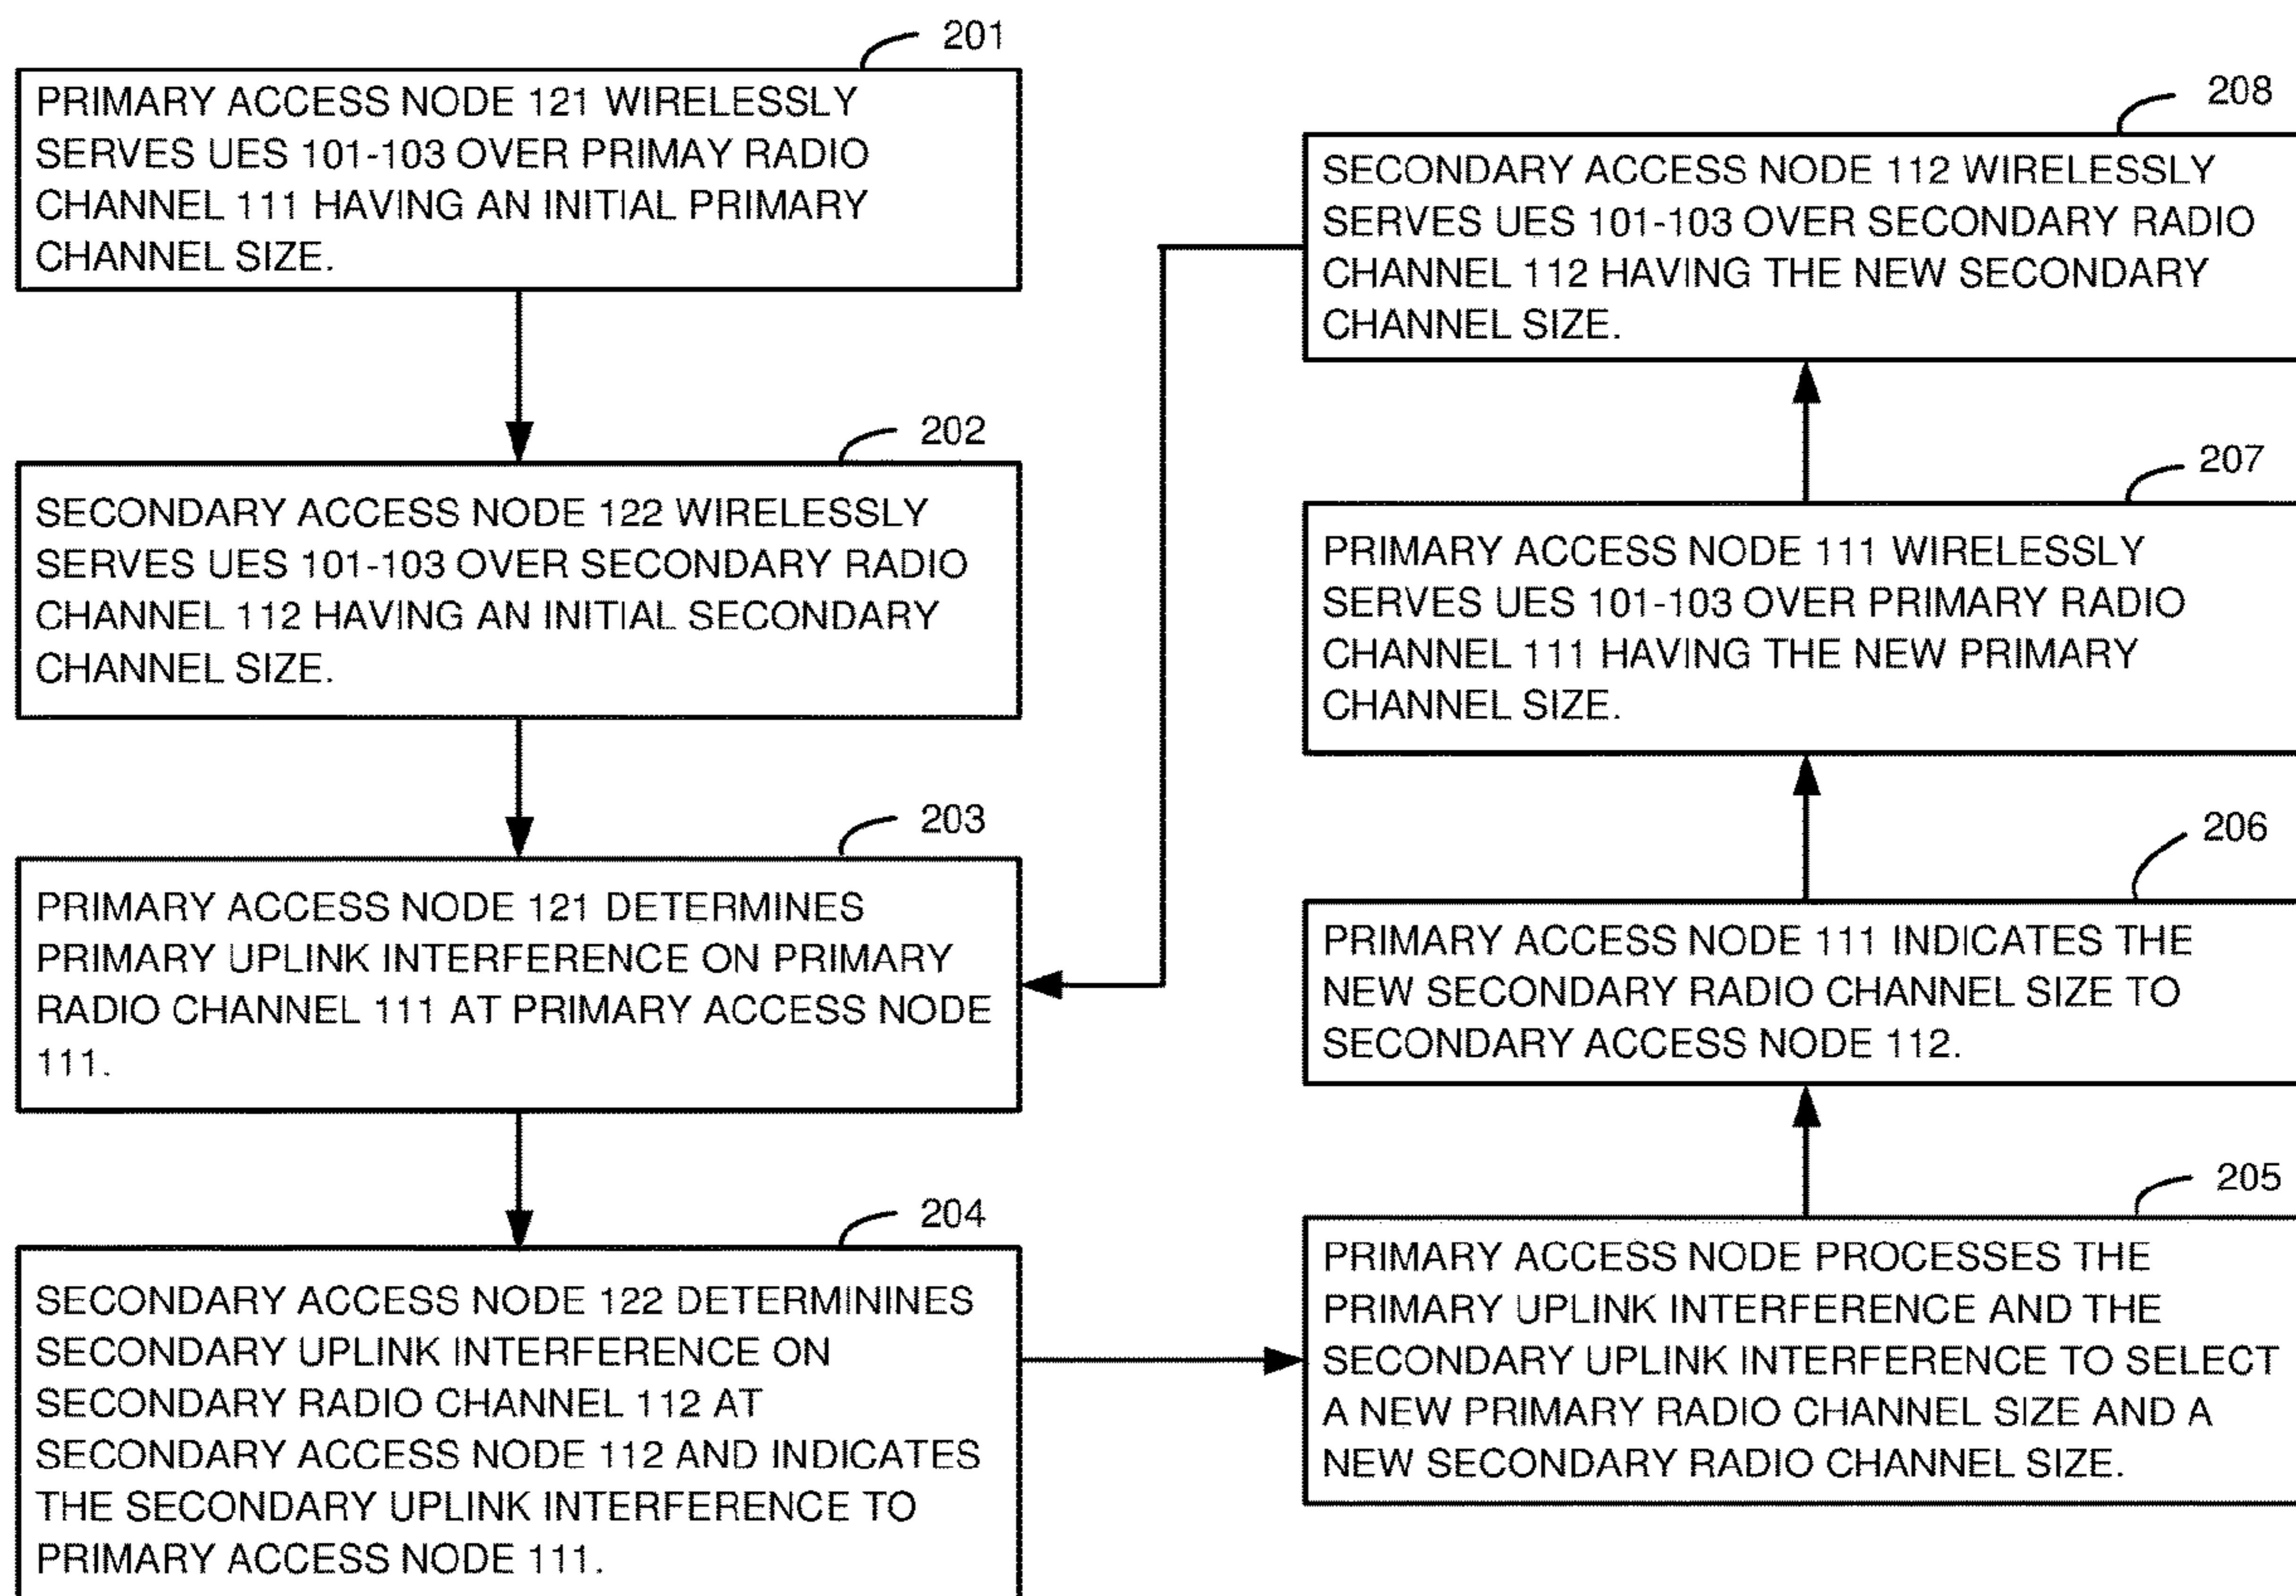 201
PRIMARY ACCESS NODE 121 WIRELESSLY
SERVES UES 101-103 OVER PRIMAY RADIO
CHANNEL 111 HAVING AN INITIAL PRIMARY
CHANNEL SIZE.
202
SECONDARY ACCESS NODE 122 WIRELESSLY
SERVES UES 101-103 OVER SECONDARY RADIO
CHANNEL 112 HAVING AN INITIAL SECONDARY
CHANNEL SIZE.
203
PRIMARY ACCESS NODE 121 DETERMINES
PRIMARY UPLINK INTERFERENCE ON PRIMARY
RADIO CHANNEL 111 AT PRIMARY ACCESS NODE
111.
204
SECONDARY ACCESS NODE 122 DETERMININES
SECONDARY UPLINK INTERFERENCE ON
SECONDARY RADIO CHANNEL 112 AT
SECONDARY ACCESS NODE 112 AND INDICATES
THE SECONDARY UPLINK INTERFERENCE TO
PRIMARY ACCESS NODE 111.
205
PRIMARY ACCESS NODE PROCESSES THE
PRIMARY UPLINK INTERFERENCE AND THE
SECONDARY UPLINK INTERFERENCE TO SELECT
A NEW PRIMARY RADIO CHANNEL SIZE AND A
NEW SECONDARY RADIO CHANNEL SIZE.
206
PRIMARY ACCESS NODE 111 INDICATES THE
NEW SECONDARY RADIO CHANNEL SIZE TO
SECONDARY ACCESS NODE 112.
207
PRIMARY ACCESS NODE 111 WIRELESSLY
SERVES UES 101-103 OVER PRIMARY RADIO
CHANNEL 111 HAVING THE NEW PRIMARY
CHANNEL SIZE.
208
SECONDARY ACCESS NODE 112 WIRELESSLY
SERVES UES 101-103 OVER SECONDARY RADIO
CHANNEL 112 HAVING THE NEW SECONDARY
CHANNEL SIZE.